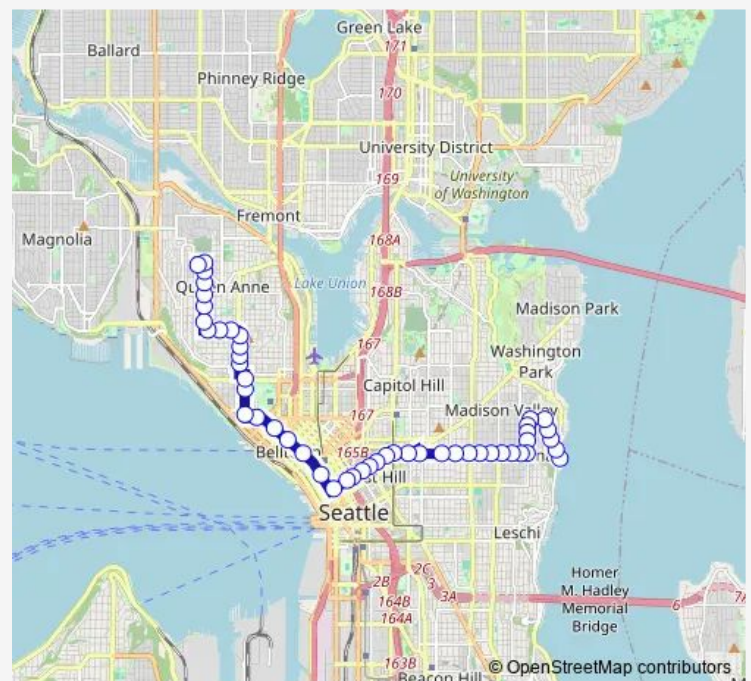 Green Lake
171
Ballard
Phinney Ridge
170
University District
169
University
of Washington
Fremont
Magnolia
168A
Queen Anne
Lake Union
168B
Madison Park
167
Washington
Park
Capitol Hill
167
Madison Valley
165B
Seattle
Leschi
2C
3
2B
3A
164B
164A
Homer
M. Hadley
Memorial
Bridge
6
163B
Beacon Hill
© OpenStreetMap contributors